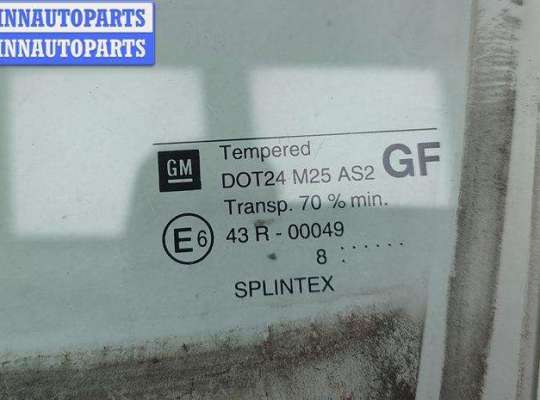 INNAUTOPARTS
INNAUTOPARTS
GM Tempered
DOT24 M25 AS2 GF
Transp. 70 % min.
E6 43 R - 00049
8 : ......
SPLINTEX